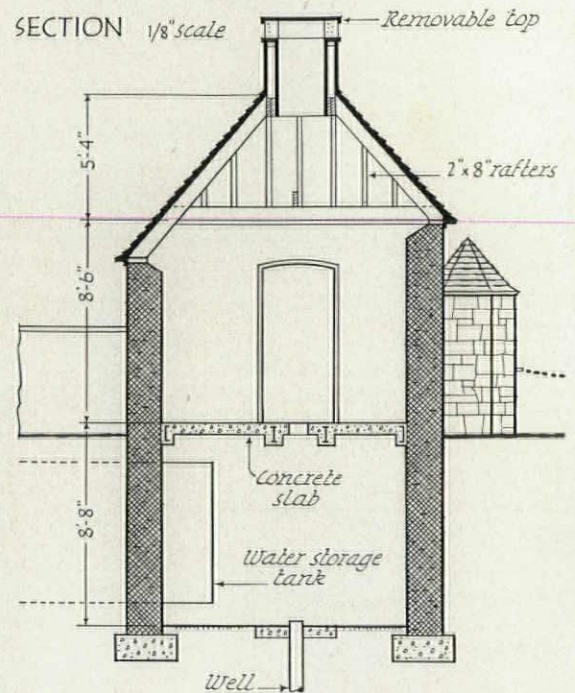 SECTION 1/8" scale
Removable top
5'-4"
2" x 8" rafters
8'-6"
Concrete
slab
8'-8"
Water storage
tank
Well